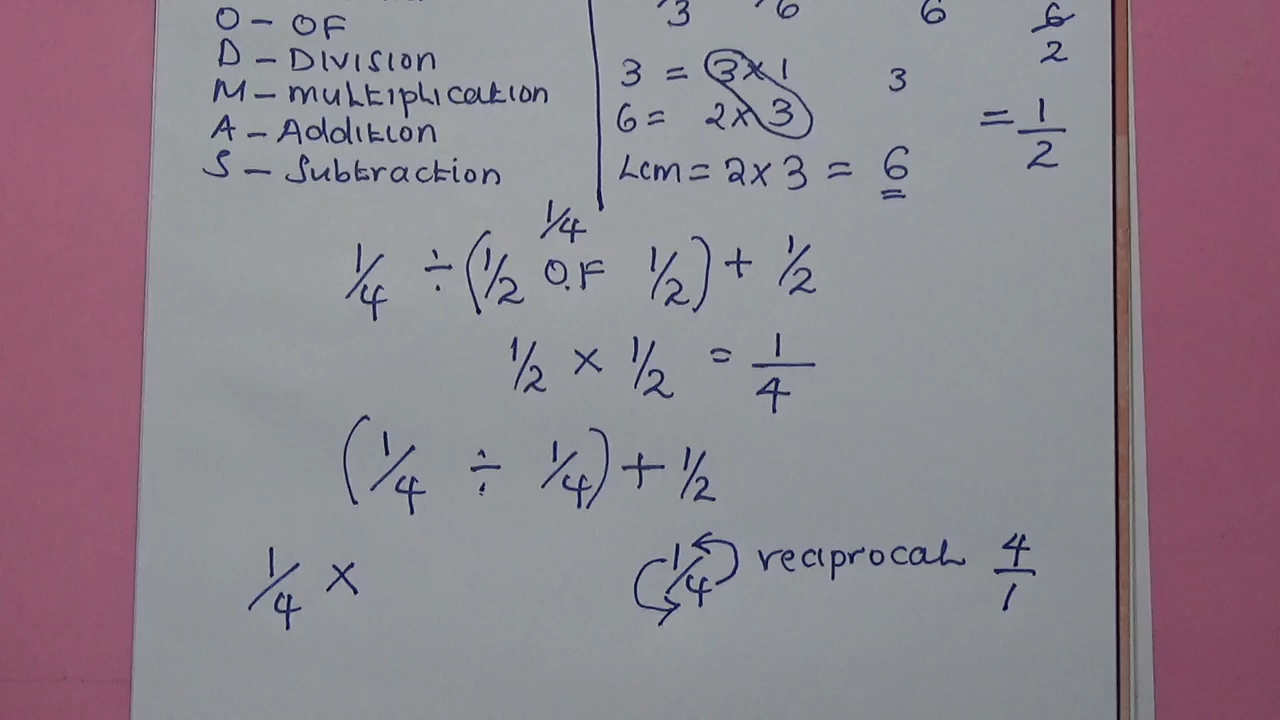 O - OF
D - Division
M - multiplication
A - Addition
S - Subtraction
3 6 6 6
2
3 = 3 x 1 3
6 = 2 x 3
= 1/2
Lcm = 2 x 3 = 6
1/4
1/4 ÷ (1/2 OF 1/2) + 1/2
1/2 x 1/2 = 1/4
(1/4 ÷ 1/4) + 1/2
1/4 x 1/4 reciprocal 4/1